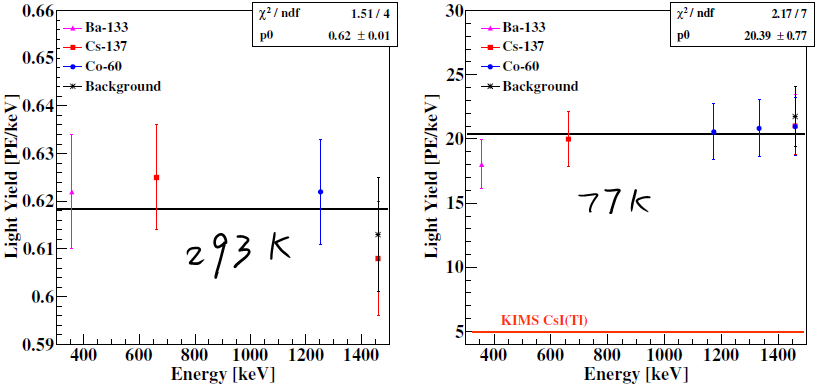 0.66
0.65
0.64
0.63
0.62
0.61
0.6
0.59
Light Yield [PE/keV]
Ba-133
Cs-137
Co-60
Background
χ² / ndf 1.51 / 4
p0 0.62 ± 0.01
293 K
400 600 800 1000 1200 1400
Energy [keV]
30
25
20
15
10
5
Light Yield [PE/keV]
Ba-133
Cs-137
Co-60
Background
χ² / ndf 2.17 / 7
p0 20.39 ± 0.77
77 K
KIMS CsI(Tl)
400 600 800 1000 1200 1400
Energy [keV]